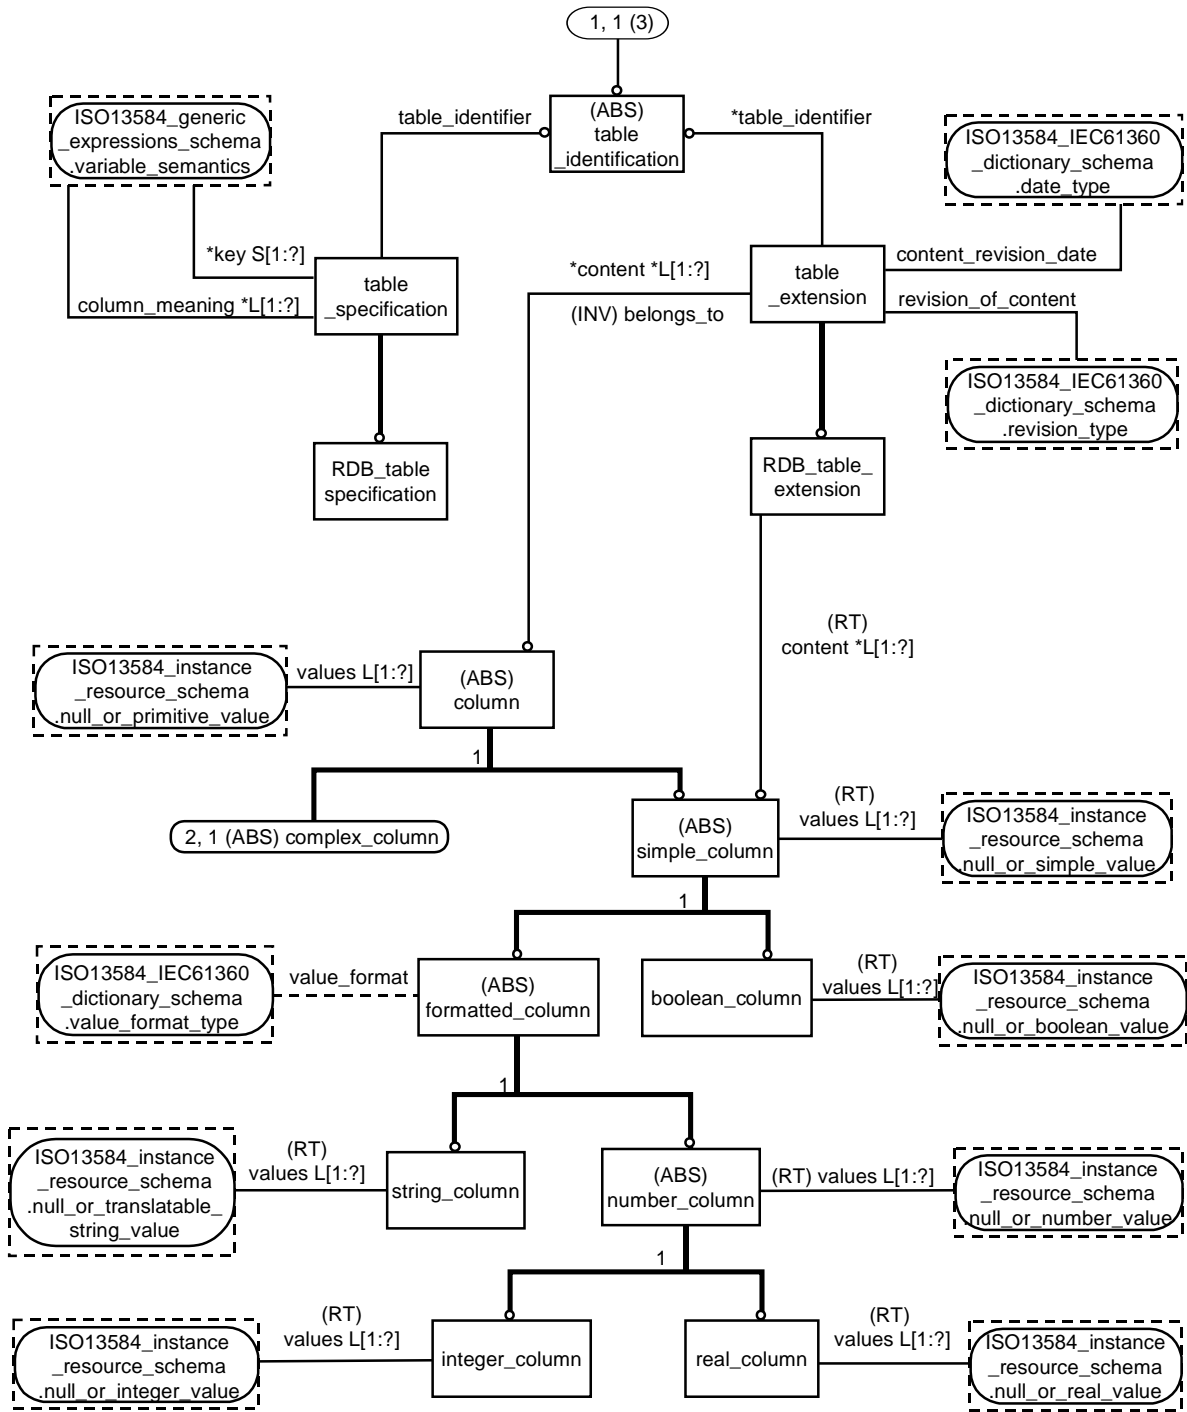 1, 1 (3)
ISO13584_generic
_expressions_schema
.variable_semantics
table_identifier
(ABS)
table
_identification
*table_identifier
ISO13584_IEC61360
_dictionary_schema
.date_type
*key S[1:?]
column_meaning *L[1:?]
table
_specification
*content *L[1:?]
(INV) belongs_to
table
_extension
content_revision_date
revision_of_content
ISO13584_IEC61360
_dictionary_schema
.revision_type
RDB_table
specification
RDB_table_
extension
(RT)
content *L[1:?]
ISO13584_instance
_resource_schema
.null_or_primitive_value
values L[1:?]
(ABS)
column
1
2, 1 (ABS) complex_column
(ABS)
simple_column
(RT)
values L[1:?]
ISO13584_instance
_resource_schema
.null_or_simple_value
1
ISO13584_IEC61360
_dictionary_schema
.value_format_type
value_format
(ABS)
formatted_column
boolean_column
(RT)
values L[1:?]
ISO13584_instance
_resource_schema
.null_or_boolean_value
1
ISO13584_instance
_resource_schema
.null_or_translatable_
string_value
(RT)
values L[1:?]
string_column
(ABS)
number_column
(RT) values L[1:?]
ISO13584_instance
_resource_schema
.null_or_number_value
1
ISO13584_instance
_resource_schema
.null_or_integer_value
(RT)
values L[1:?]
integer_column
real_column
(RT)
values L[1:?]
ISO13584_instance
_resource_schema
.null_or_real_value